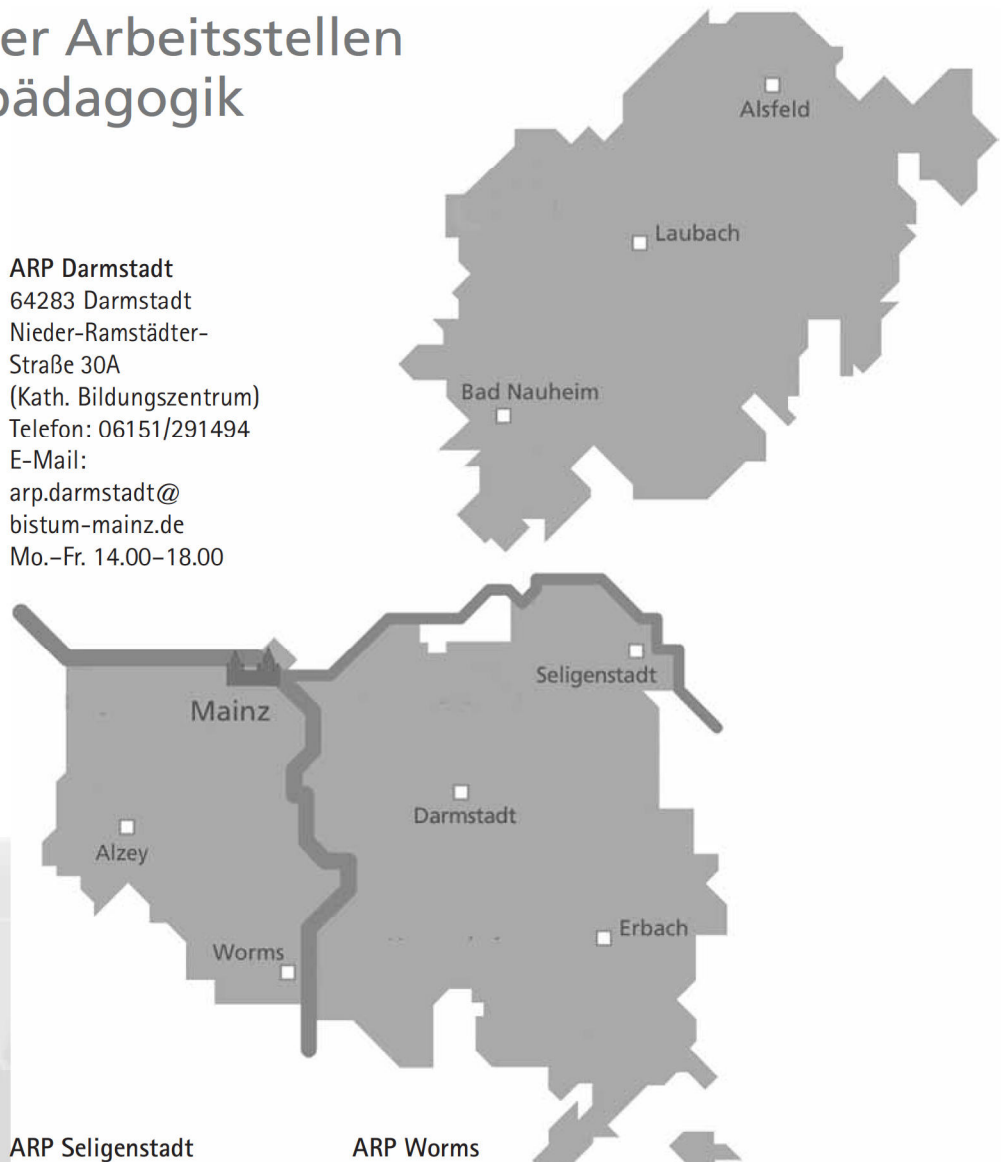 er Arbeitsstellen
pädagogik
ARP Darmstadt
64283 Darmstadt
Nieder-Ramstädter-
Straße 30A
(Kath. Bildungszentrum)
Telefon: 06151/291494
E-Mail:
arp.darmstadt@
bistum-mainz.de
Mo.–Fr. 14.00–18.00
Alsfeld
Laubach
Bad Nauheim
Seligenstadt
Mainz
Darmstadt
Alzey
Erbach
Worms
ARP Seligenstadt
ARP Worms